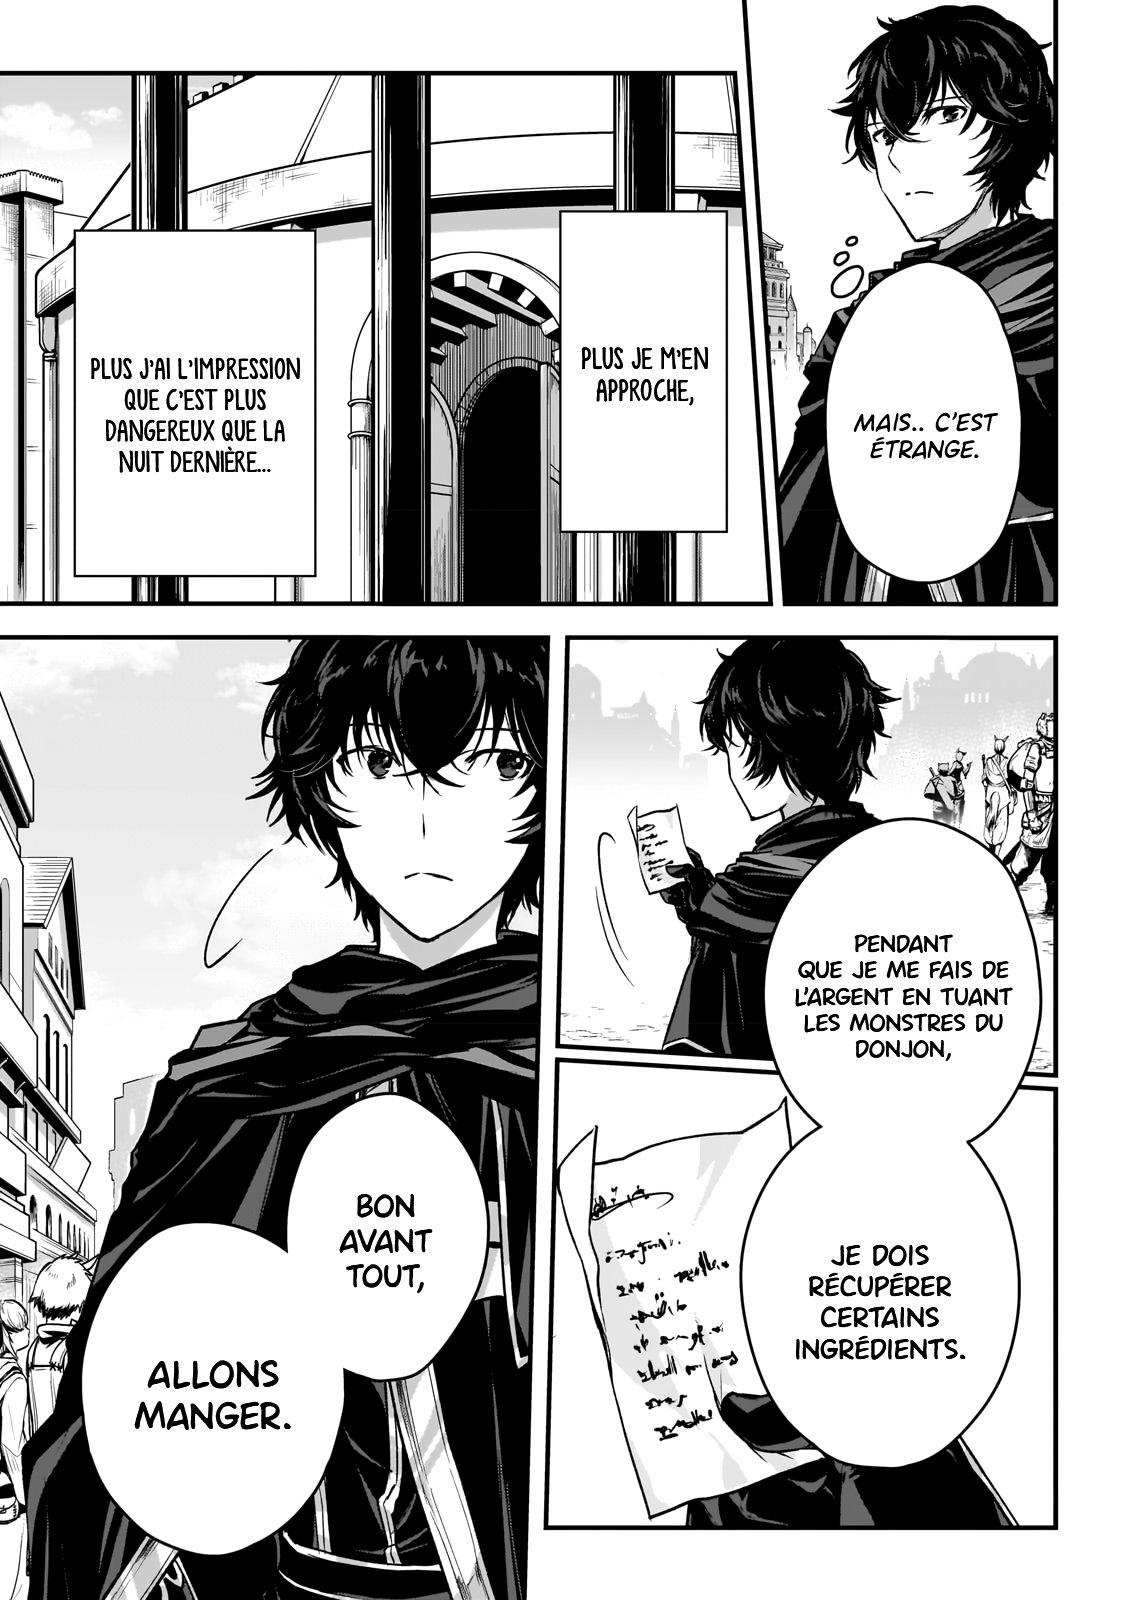 MAIS.. C'EST
ÉTRANGE.
PLUS JE M'EN
APPROCHE,
PLUS J'AI L'IMPRESSION
QUE C'EST PLUS
DANGEREUX QUE LA
NUIT DERNIÈRE...
PENDANT
QUE JE ME FAIS DE
L'ARGENT EN TUANT
LES MONSTRES DU
DONJON,
JE DOIS
RÉCUPÉRER
CERTAINS
INGRÉDIENTS.
BON
AVANT
TOUT,
ALLONS
MANGER.